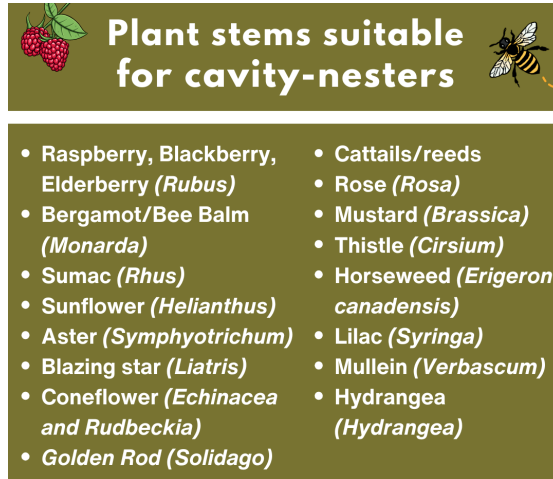 Plant stems suitable
for cavity-nesters
• Raspberry, Blackberry,
Elderberry (Rubus)
• Bergamot/Bee Balm
(Monarda)
• Sumac (Rhus)
• Sunflower (Helianthus)
• Aster (Symphyotrichum)
• Blazing star (Liatris)
• Coneflower (Echinacea
and Rudbeckia)
• Golden Rod (Solidago)
• Cattails/reeds
• Rose (Rosa)
• Mustard (Brassica)
• Thistle (Cirsium)
• Horseweed (Erigeron
canadensis)
• Lilac (Syringa)
• Mullein (Verbascum)
• Hydrangea
(Hydrangea)